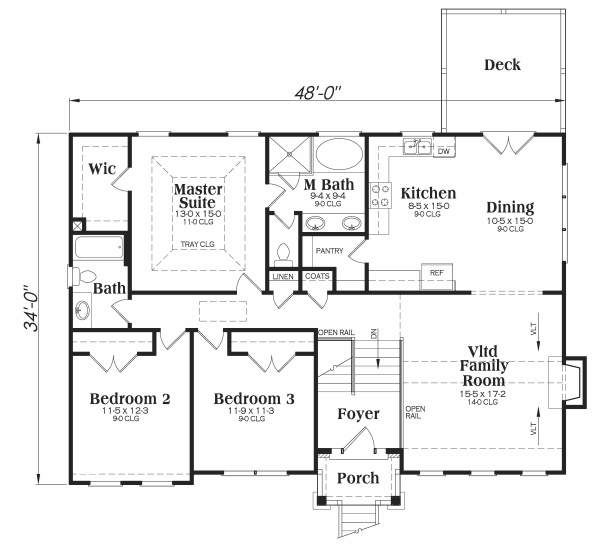 Deck
48'-0"
34'-0"
Wic
Master
Suite
13-0 x 15-0
11-0 CLG
TRAY CLG
M Bath
9-4 x 9-4
9-0 CLG
DW
Kitchen
8-5 x 15-0
9-0 CLG
Dining
10-5 x 15-0
9-0 CLG
PANTRY
REF
LINEN
COATS
Bath
OPEN RAIL
DN
VLT
Vltd
Family
Room
15-5 x 17-2
14-0 CLG
VLT
OPEN
RAIL
Bedroom 2
11-5 x 12-3
9-0 CLG
Bedroom 3
11-9 x 11-3
9-0 CLG
Foyer
Porch